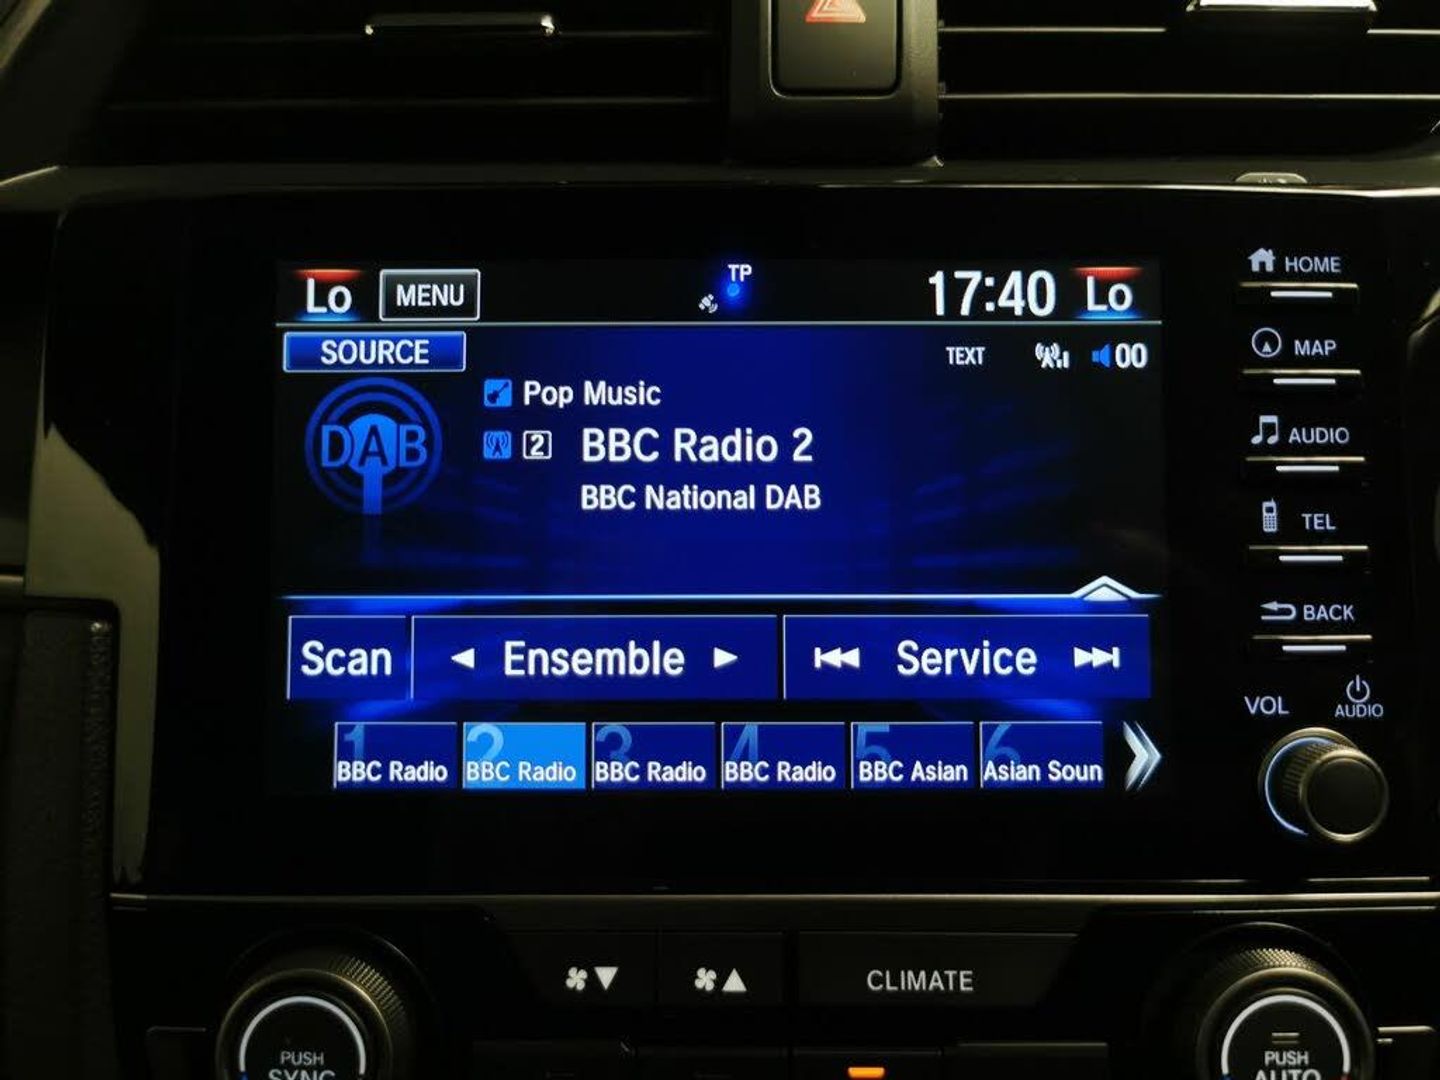 Lo MENU TP 17:40 Lo
SOURCE TEXT 00
Pop Music
DAB 2 BBC Radio 2
BBC National DAB
Scan Ensemble Service
1 BBC Radio
2 BBC Radio
3 BBC Radio
4 BBC Radio
5 BBC Asian
6 Asian Soun
HOME
MAP
AUDIO
TEL
BACK
VOL AUDIO
CLIMATE
PUSH
SYNC
PUSH
AUTO